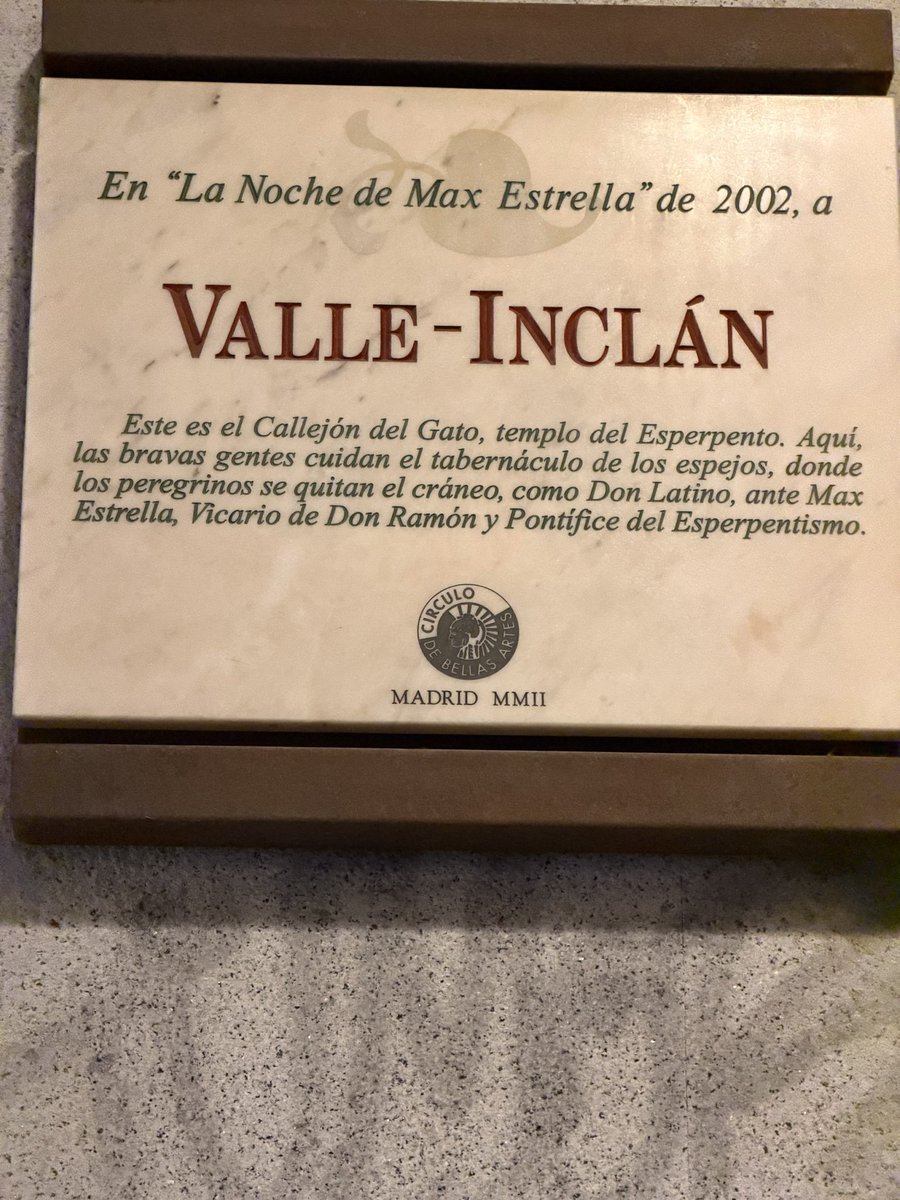 En “La Noche de Max Estrella” de 2002, a
VALLE-INCLÁN
Este es el Callejón del Gato, templo del Esperpento. Aquí,
las bravas gentes cuidan el tabernáculo de los espejos, donde
los peregrinos se quitan el cráneo, como Don Latino, ante Max
Estrella, Vicario de Don Ramón y Pontífice del Esperpentismo.
CIRCULO
DE BELLAS ARTES
MADRID MMII